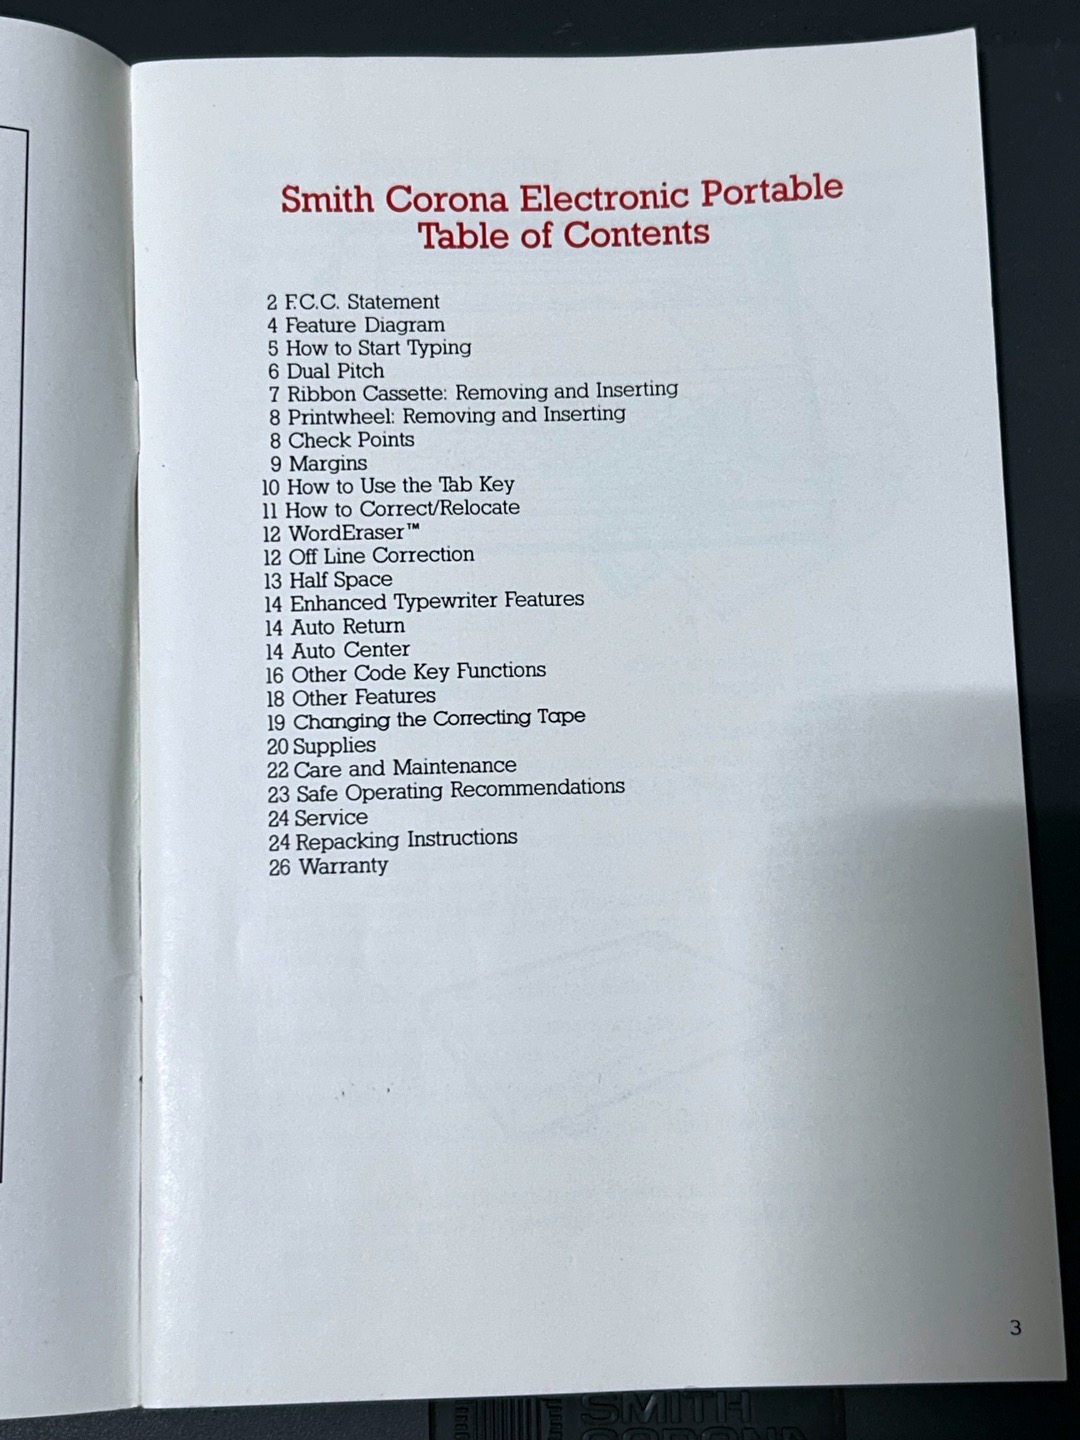 Smith Corona Electronic Portable
Table of Contents
2 F.C.C. Statement
4 Feature Diagram
5 How to Start Typing
6 Dual Pitch
7 Ribbon Cassette: Removing and Inserting
8 Printwheel: Removing and Inserting
8 Check Points
9 Margins
10 How to Use the Tab Key
11 How to Correct/Relocate
12 WordEraser™
12 Off Line Correction
13 Half Space
14 Enhanced Typewriter Features
14 Auto Return
14 Auto Center
16 Other Code Key Functions
18 Other Features
19 Changing the Correcting Tape
20 Supplies
22 Care and Maintenance
23 Safe Operating Recommendations
24 Service
24 Repacking Instructions
26 Warranty
3
SMITH
CORONA